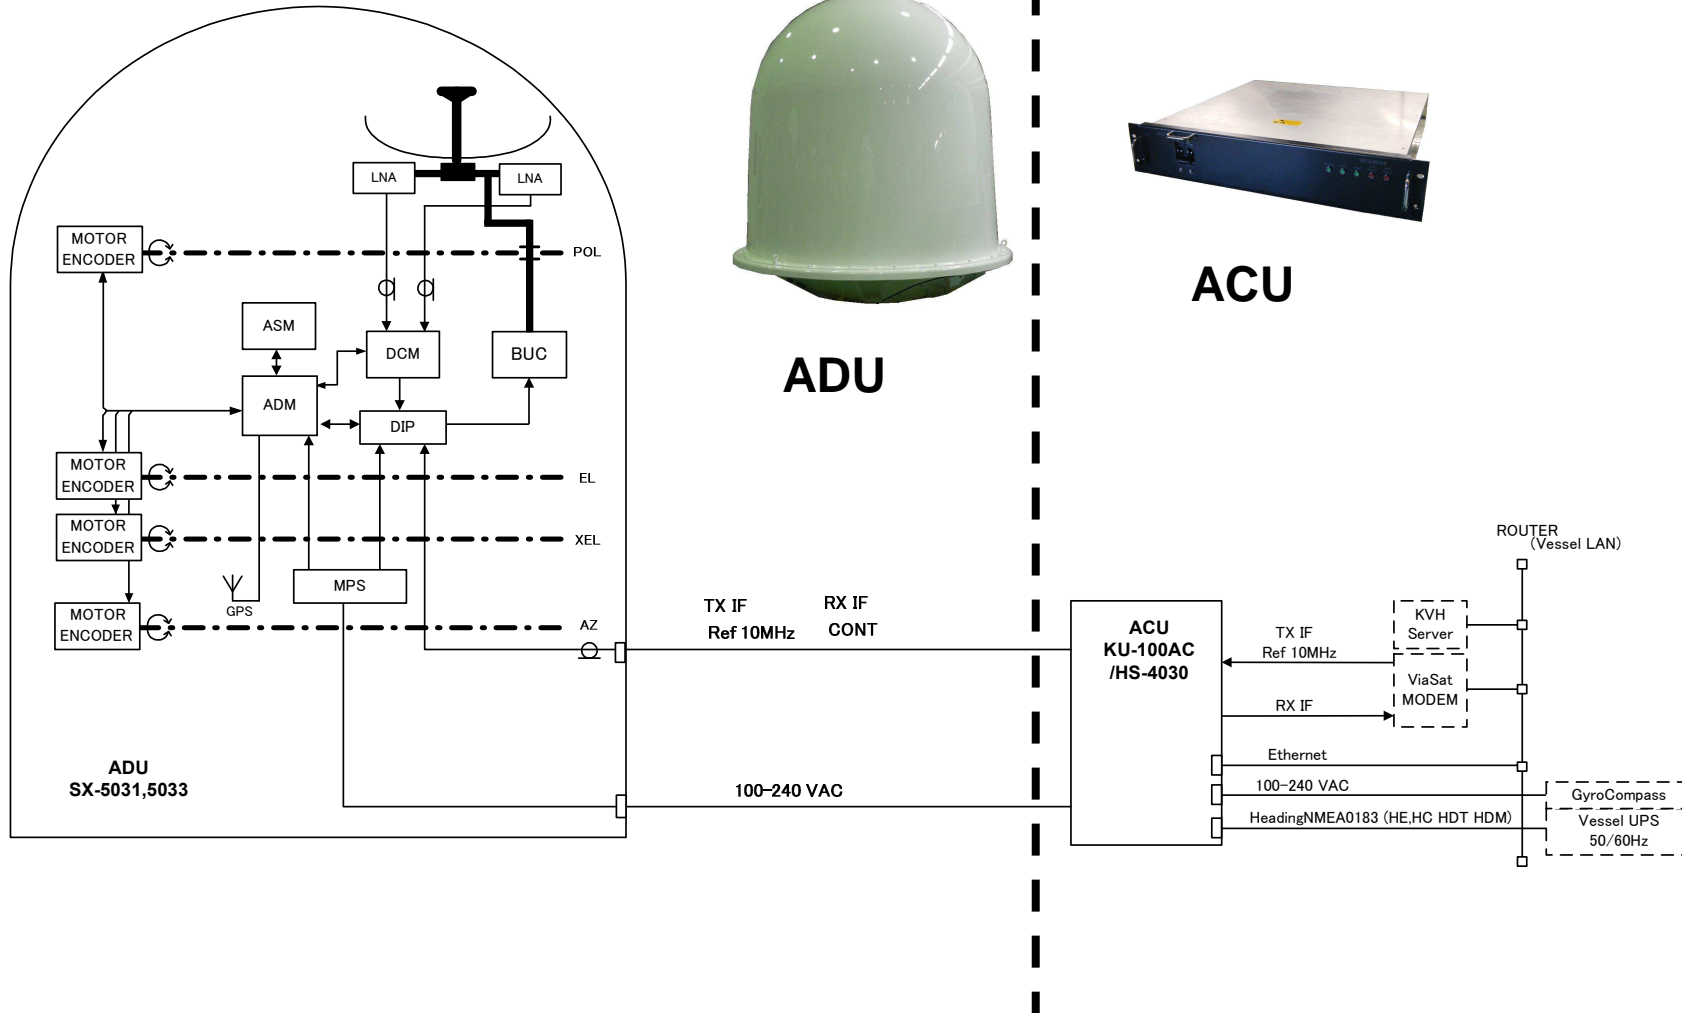 LNA
LNA
MOTOR
ENCODER
POL
ASM
DCM
BUC
ADM
DIP
MOTOR
ENCODER
EL
MOTOR
ENCODER
XEL
MPS
GPS
MOTOR
ENCODER
AZ
ADU
SX-5031,5033
ADU
ACU
TX IF
RX IF
Ref 10MHz
CONT
100-240 VAC
ACU
KU-100AC
/HS-4030
ROUTER
(Vessel LAN)
KVH
Server
TX IF
Ref 10MHz
ViaSat
MODEM
RX IF
Ethernet
100-240 VAC
GyroCompass
HeadingNMEA0183 (HE,HC HDT HDM)
Vessel UPS
50/60Hz